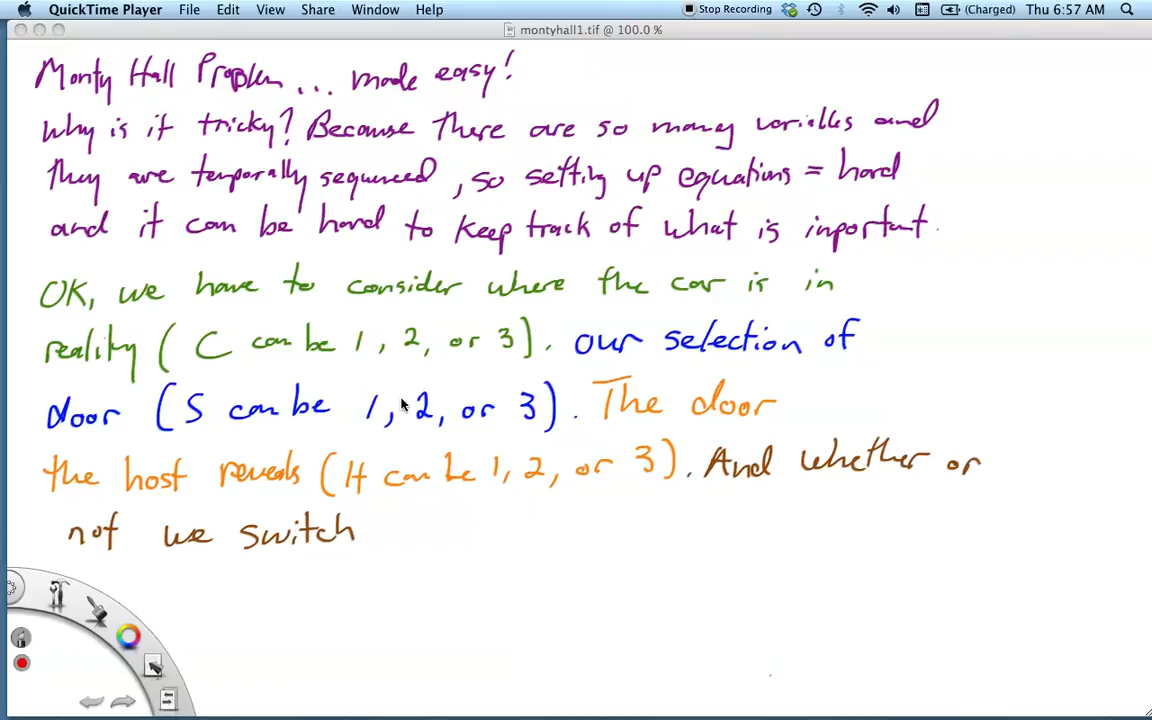 QuickTime Player File Edit View Share Window Help Stop Recording (Charged) Thu 6:57 AM
montyhall1.tif @ 100.0 %
Monty Hall Problem... made easy!
Why is it tricky? Because there are so many variables and
they are temporally sequenced, so setting up equations = hard
and it can be hard to keep track of what is inportant.
OK, we have to consider where the car is in
reality ( C can be 1, 2, or 3). our selection of
door (S can be 1, 2, or 3). The door
the host reveals (H can be 1, 2, or 3). And whether or
not we switch